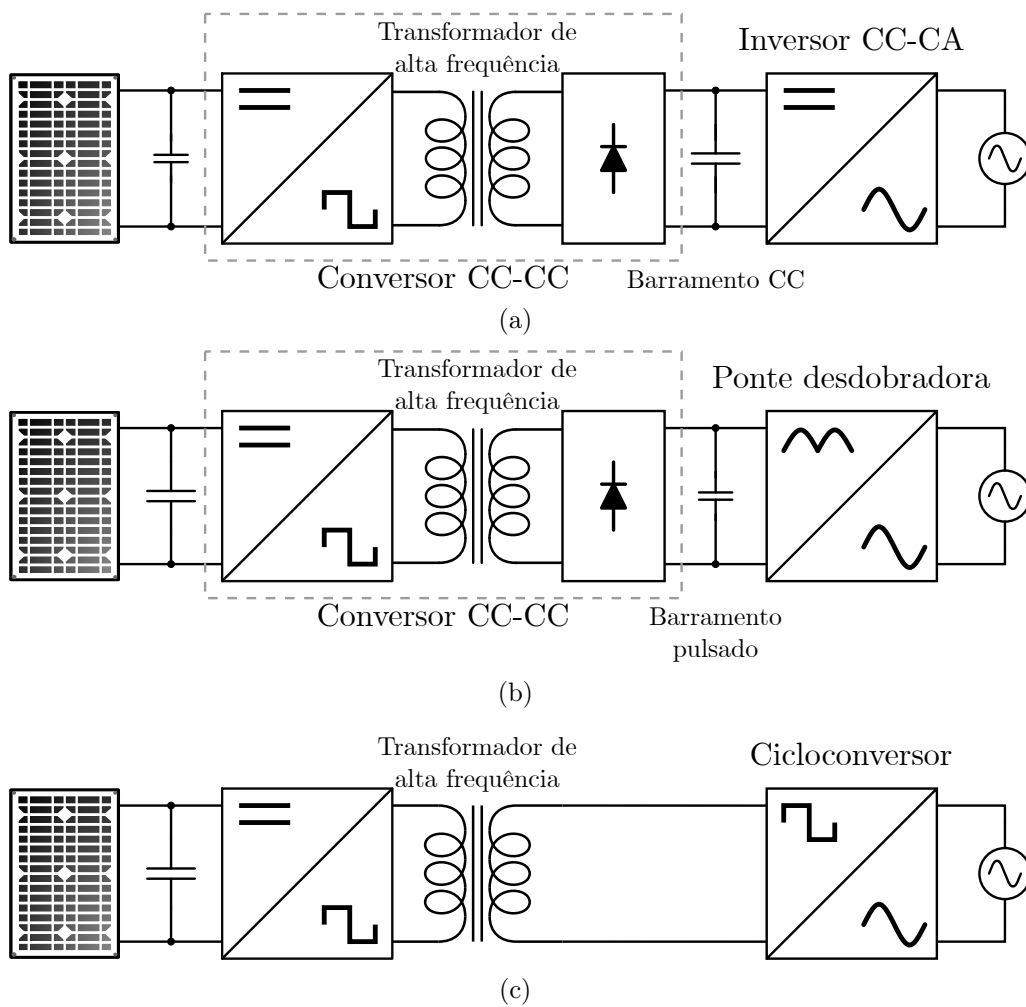 Transformador de
alta frequência
Inversor CC-CA
Conversor CC-CC
Barramento CC
(a)
Transformador de
alta frequência
Ponte desdobradora
Conversor CC-CC
Barramento
pulsado
(b)
Transformador de
alta frequência
Cicloconversor
(c)